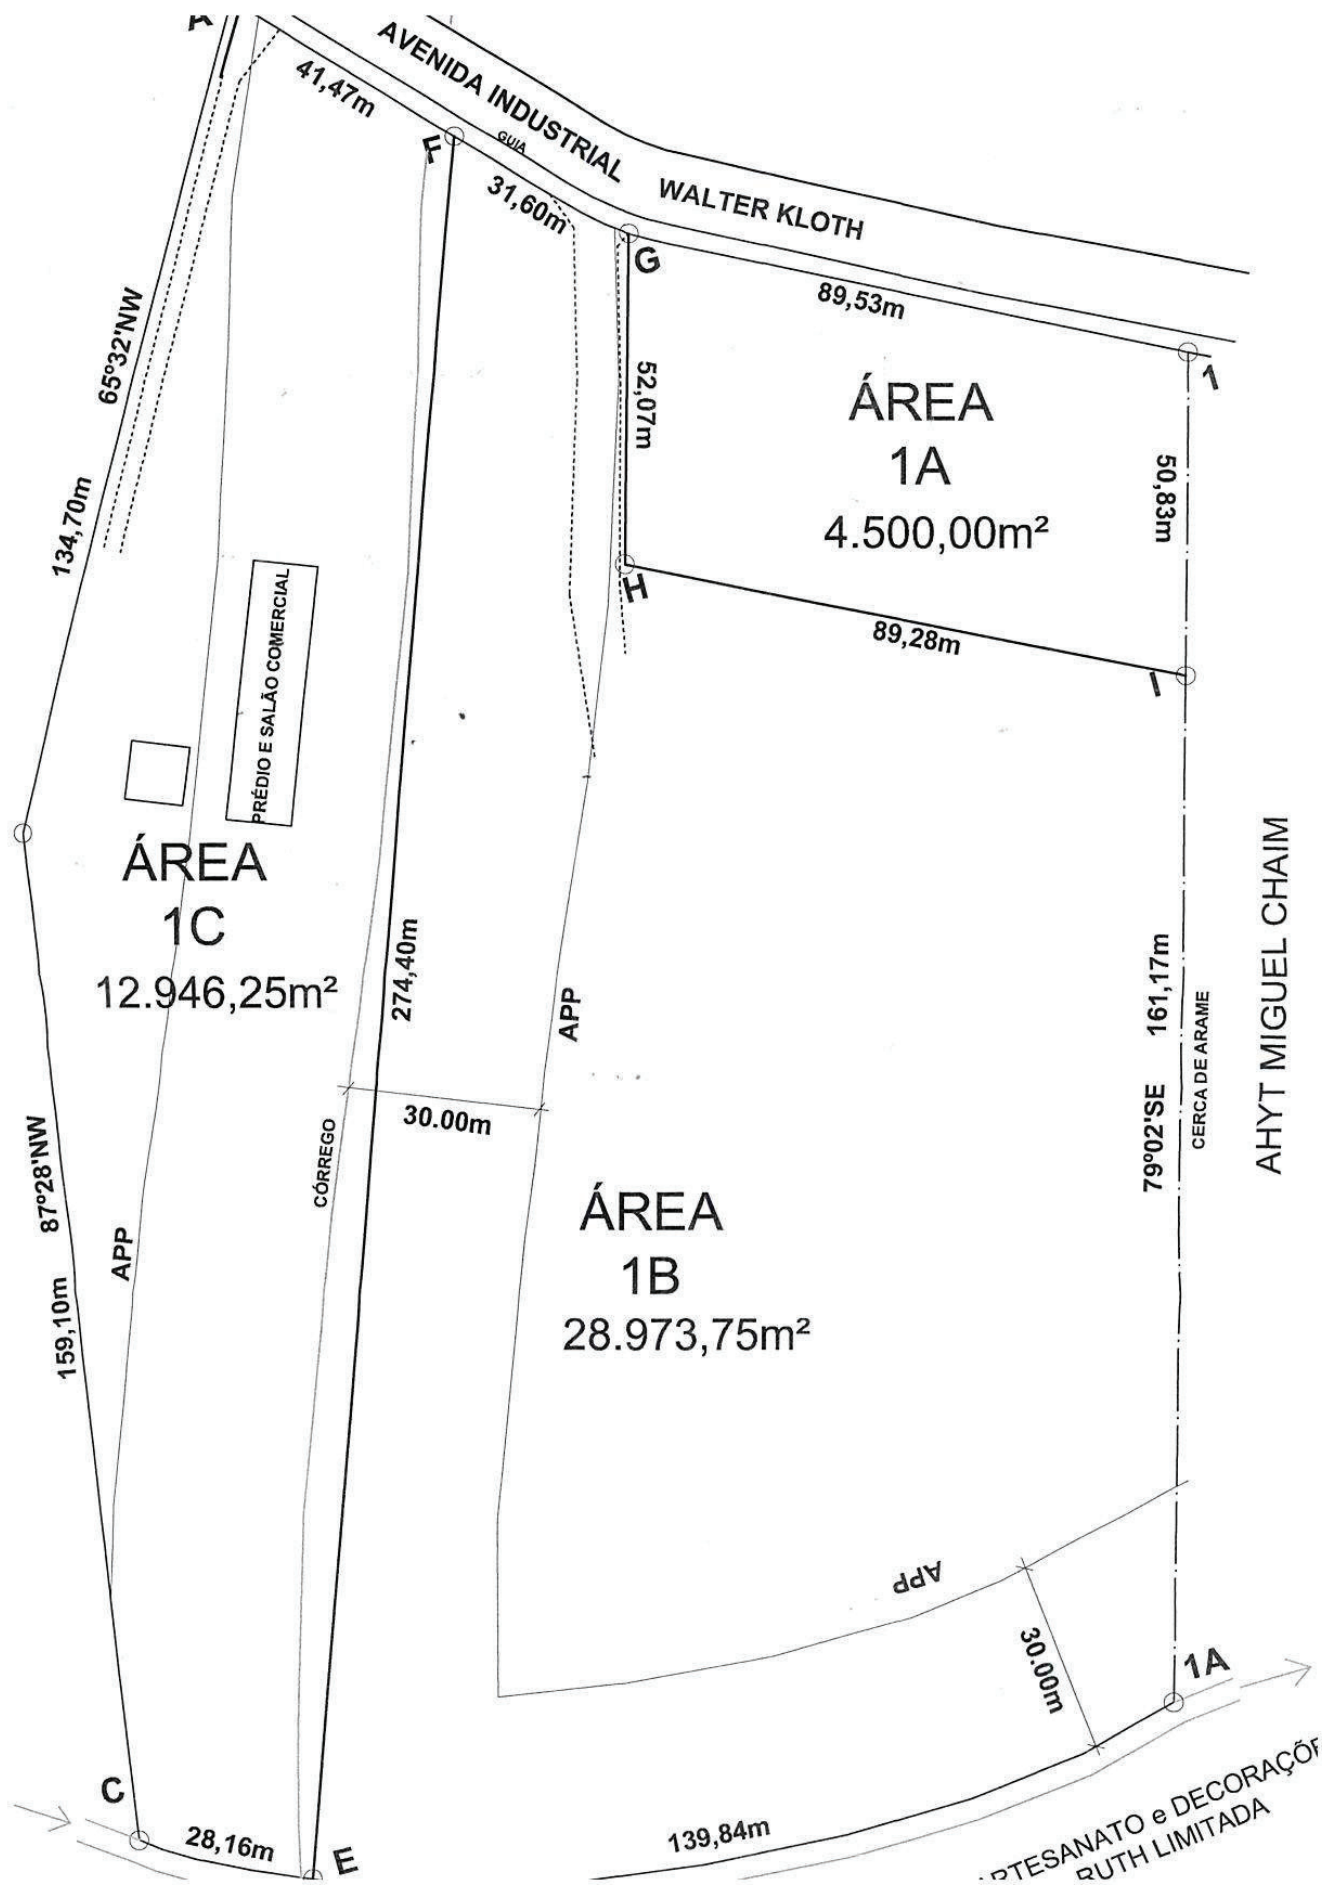 A
41,47m
AVENIDA INDUSTRIAL
WALTER KLOTH
GUIA
F
31,60m
G
89,53m
1
65º32'NW
134,70m
52,07m
ÁREA
1A
4.500,00m²
50,83m
H
89,28m
I
PRÉDIO E SALÃO COMERCIAL
ÁREA
1C
12.946,25m²
274,40m
APP
30.00m
CÓRREGO
87º28'NW
159,10m
APP
ÁREA
1B
28.973,75m²
79º02'SE 161,17m
CERCA DE ARAME
AHYT MIGUEL CHAIM
APP
30.00m
1A
C
28,16m
E
139,84m
RTESANATO e DECORAÇÕ
RUTH LIMITADA